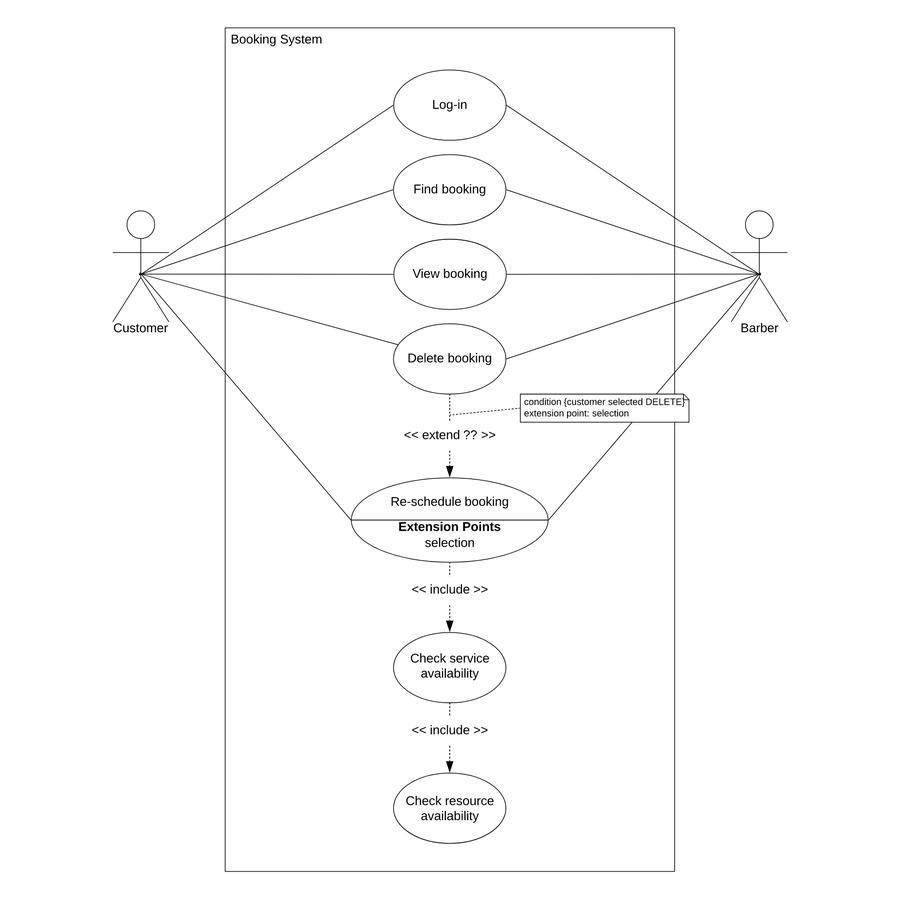 Booking System
Log-in
Find booking
View booking
Customer
Barber
Delete booking
condition {customer selected DELETE}
extension point: selection
<< extend ?? >>
Re-schedule booking
Extension Points
selection
<< include >>
Check service
availability
<< include >>
Check resource
availability